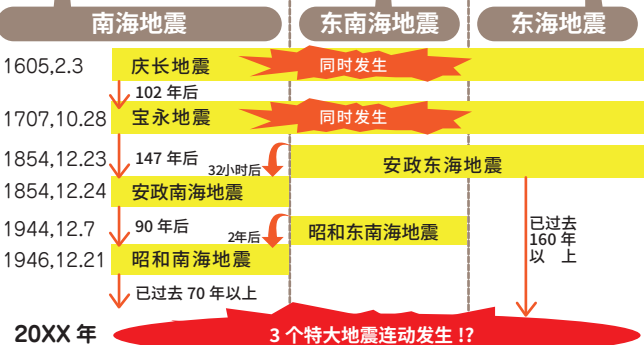 南海地震
东南海地震
东海地震
1605,2.3
庆长地震
同时发生
102 年后
1707,10.28
宝永地震
同时发生
1854,12.23
147 年后
32小时后
安政东海地震
1854,12.24
安政南海地震
1944,12.7
90 年后
2年后
昭和东南海地震
已过去
160 年
以 上
1946,12.21
昭和南海地震
已过去 70 年以上
20XX 年
3 个特大地震连动发生 !?